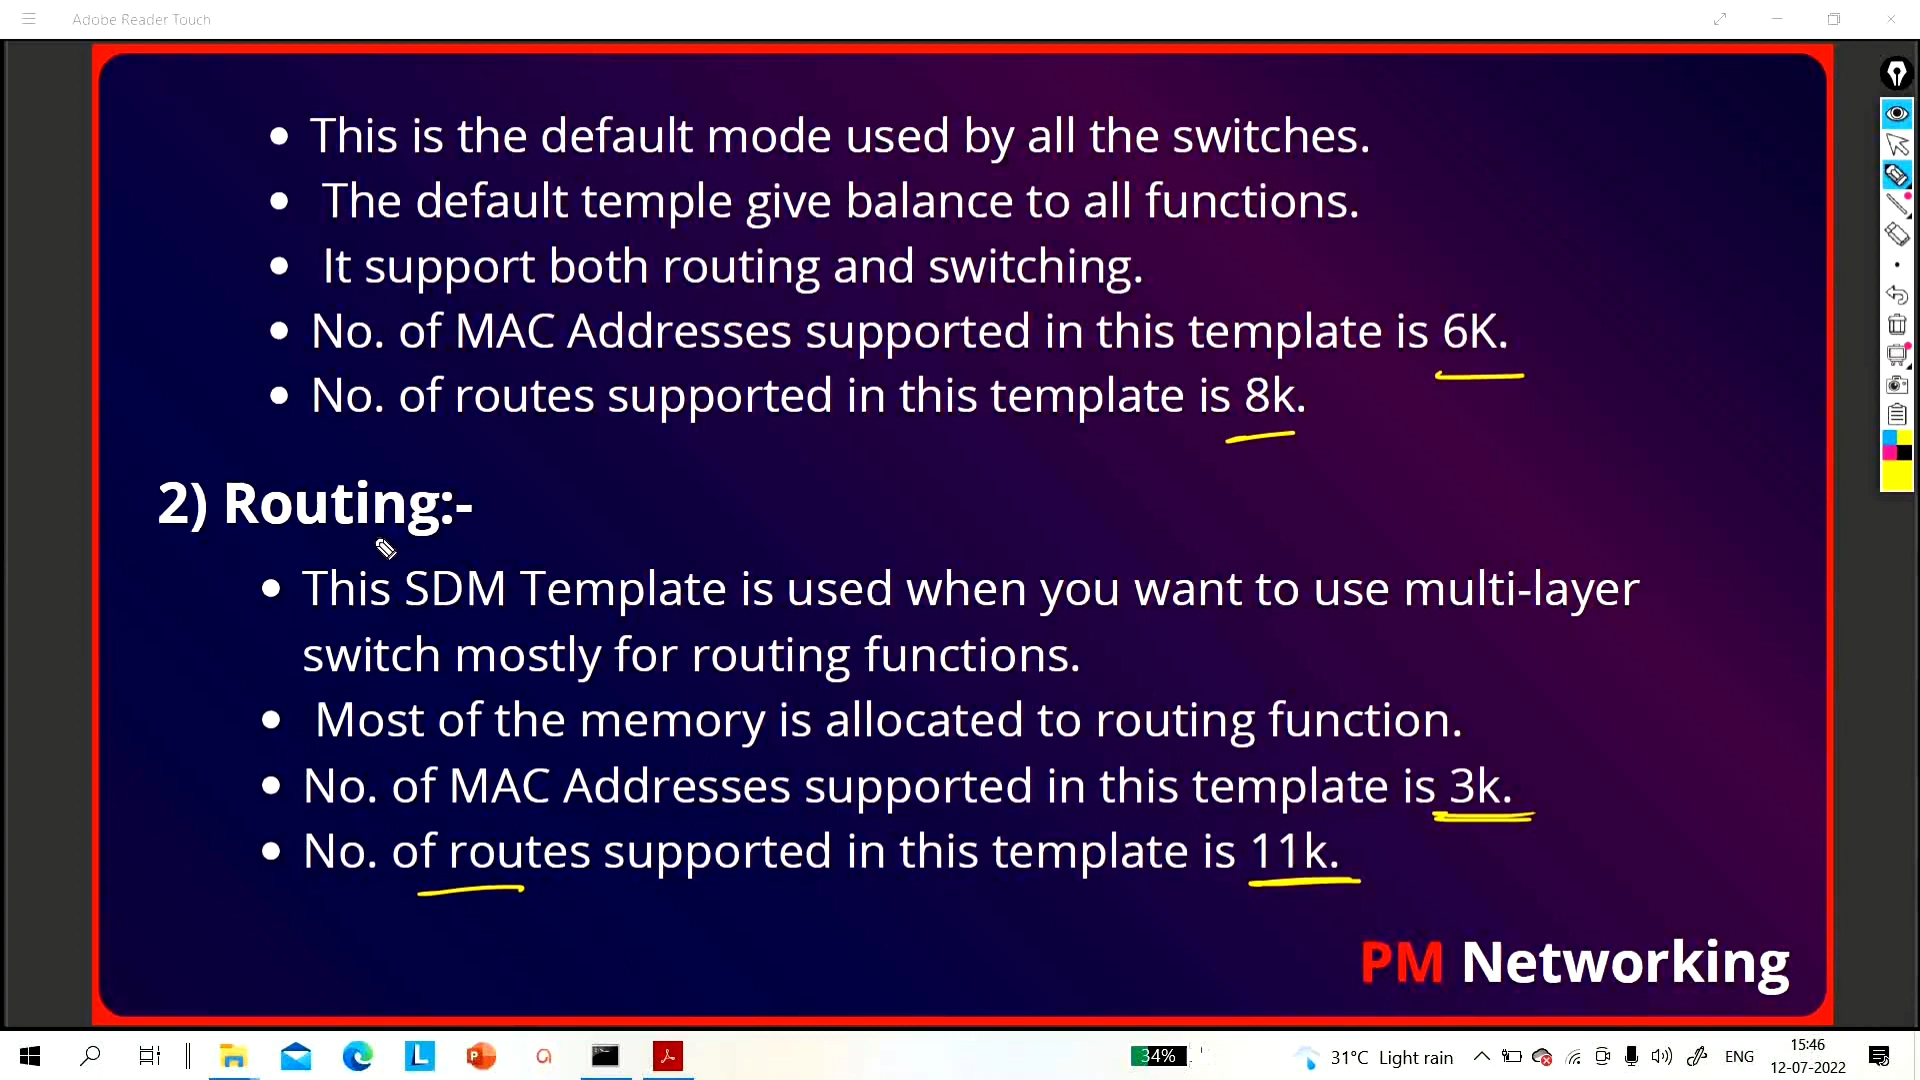 Adobe Reader Touch
• This is the default mode used by all the switches.
• The default temple give balance to all functions.
• It support both routing and switching.
• No. of MAC Addresses supported in this template is 6K.
• No. of routes supported in this template is 8k.
2) Routing:-
• This SDM Template is used when you want to use multi-layer
switch mostly for routing functions.
• Most of the memory is allocated to routing function.
• No. of MAC Addresses supported in this template is 3k.
• No. of routes supported in this template is 11k.
PM Networking
34%
31°C Light rain
ENG
15:46
12-07-2022